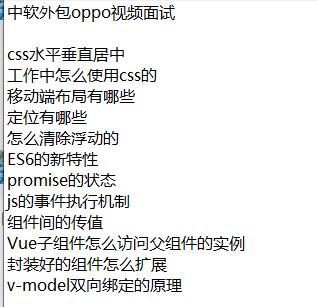 中软外包oppo视频面试
css水平垂直居中
工作中怎么使用css的
移动端布局有哪些
定位有哪些
怎么清除浮动的
ES6的新特性
promise的状态
js的事件执行机制
组件间的传值
Vue子组件怎么访问父组件的实例
封装好的组件怎么扩展
v-model双向绑定的原理